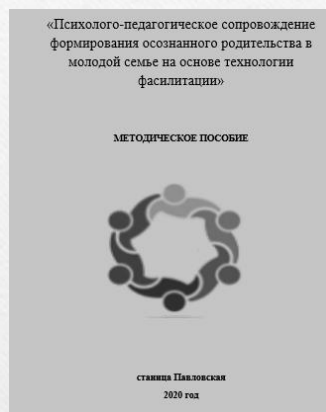 «Психолого-педагогическое сопровождение
формирования осознанного родительства в
молодой семье на основе технологии
фасилитации»
МЕТОДИЧЕСКОЕ ПОСОБИЕ
станица Павловская
2020 год